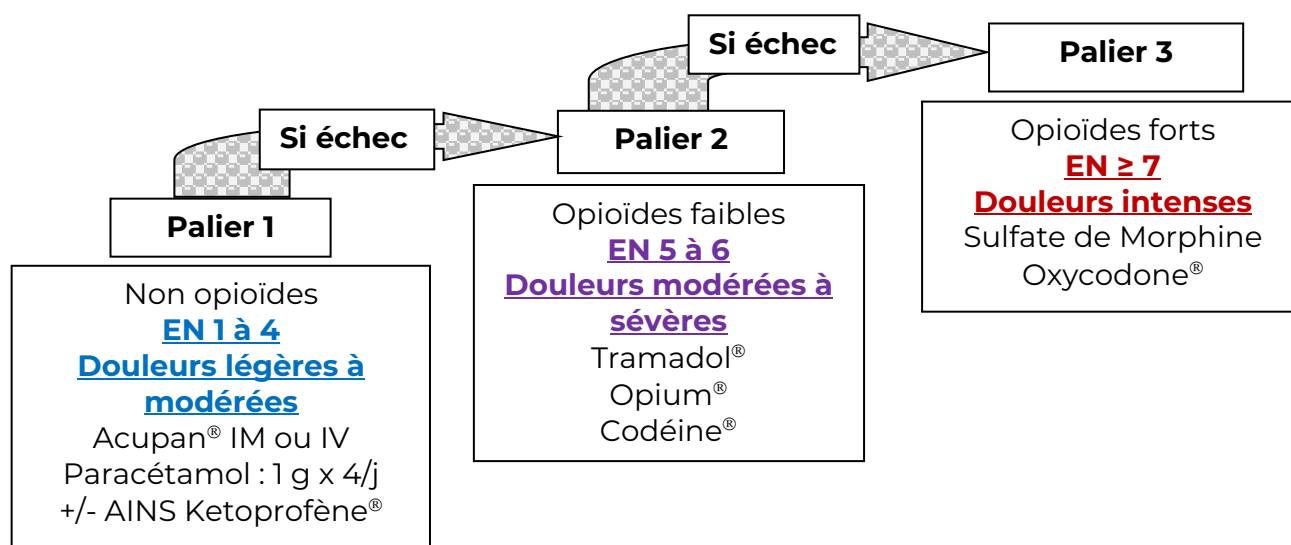 Palier 1
Non opioïdes
EN 1 à 4
Douleurs légères à
modérées
Acupan® IM ou IV
Paracétamol : 1 g x 4/j
+/- AINS Ketoprofène®
Si échec
Palier 2
Opioïdes faibles
EN 5 à 6
Douleurs modérées à
sévères
Tramadol®
Opium®
Codéine®
Si échec
Palier 3
Opioïdes forts
EN ≥ 7
Douleurs intenses
Sulfate de Morphine
Oxycodone®